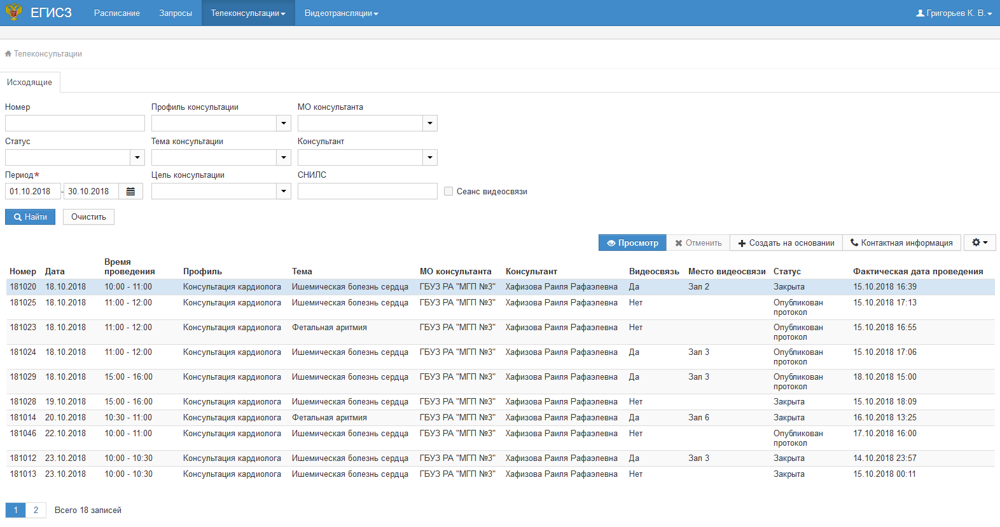 ЕГИСЗ Расписание Запросы Телеконсультации Видеотрансляции Григорьев К. В.
Телеконсультации
Исходящие
Номер Профиль консультации МО консультанта
Статус Тема консультации Консультант
Период* Цель консультации СНИЛС
01.10.2018 - 30.10.2018 Сеанс видеосвязи
Найти Очистить
Просмотр Отменить Создать на основании Контактная информация
Номер Дата Время проведения Профиль Тема МО консультанта Консультант Видеосвязь Место видеосвязи Статус Фактическая дата проведения
181020 18.10.2018 10:00 - 11:00 Консультация кардиолога Ишемическая болезнь сердца ГБУЗ РА "МГП №3" Хафизова Раиля Рафаэлевна Да Зал 2 Закрыта 15.10.2018 16:39
181025 18.10.2018 11:00 - 12:00 Консультация кардиолога Ишемическая болезнь сердца ГБУЗ РА "МГП №3" Хафизова Раиля Рафаэлевна Нет Опубликован протокол 15.10.2018 17:13
181023 18.10.2018 11:00 - 12:00 Консультация кардиолога Фетальная аритмия ГБУЗ РА "МГП №3" Хафизова Раиля Рафаэлевна Нет Опубликован протокол 15.10.2018 16:55
181024 18.10.2018 11:00 - 12:00 Консультация кардиолога Ишемическая болезнь сердца ГБУЗ РА "МГП №3" Хафизова Раиля Рафаэлевна Да Зал 3 Опубликован протокол 15.10.2018 17:06
181029 18.10.2018 15:00 - 16:00 Консультация кардиолога Ишемическая болезнь сердца ГБУЗ РА "МГП №3" Хафизова Раиля Рафаэлевна Да Зал 3 Опубликован протокол 18.10.2018 15:00
181028 19.10.2018 15:00 - 16:00 Консультация кардиолога Ишемическая болезнь сердца ГБУЗ РА "МГП №3" Хафизова Раиля Рафаэлевна Нет Закрыта 15.10.2018 18:09
181014 20.10.2018 10:30 - 11:00 Консультация кардиолога Фетальная аритмия ГБУЗ РА "МГП №3" Хафизова Раиля Рафаэлевна Да Зал 6 Закрыта 16.10.2018 13:25
181046 22.10.2018 10:00 - 11:00 Консультация кардиолога Ишемическая болезнь сердца ГБУЗ РА "МГП №3" Хафизова Раиля Рафаэлевна Нет Опубликован протокол 17.10.2018 16:00
181012 23.10.2018 10:00 - 10:30 Консультация кардиолога Ишемическая болезнь сердца ГБУЗ РА "МГП №3" Хафизова Раиля Рафаэлевна Да Зал 3 Закрыта 14.10.2018 23:57
181013 23.10.2018 10:00 - 10:30 Консультация кардиолога Ишемическая болезнь сердца ГБУЗ РА "МГП №3" Хафизова Раиля Рафаэлевна Нет Закрыта 15.10.2018 00:11
1 2 Всего 18 записей